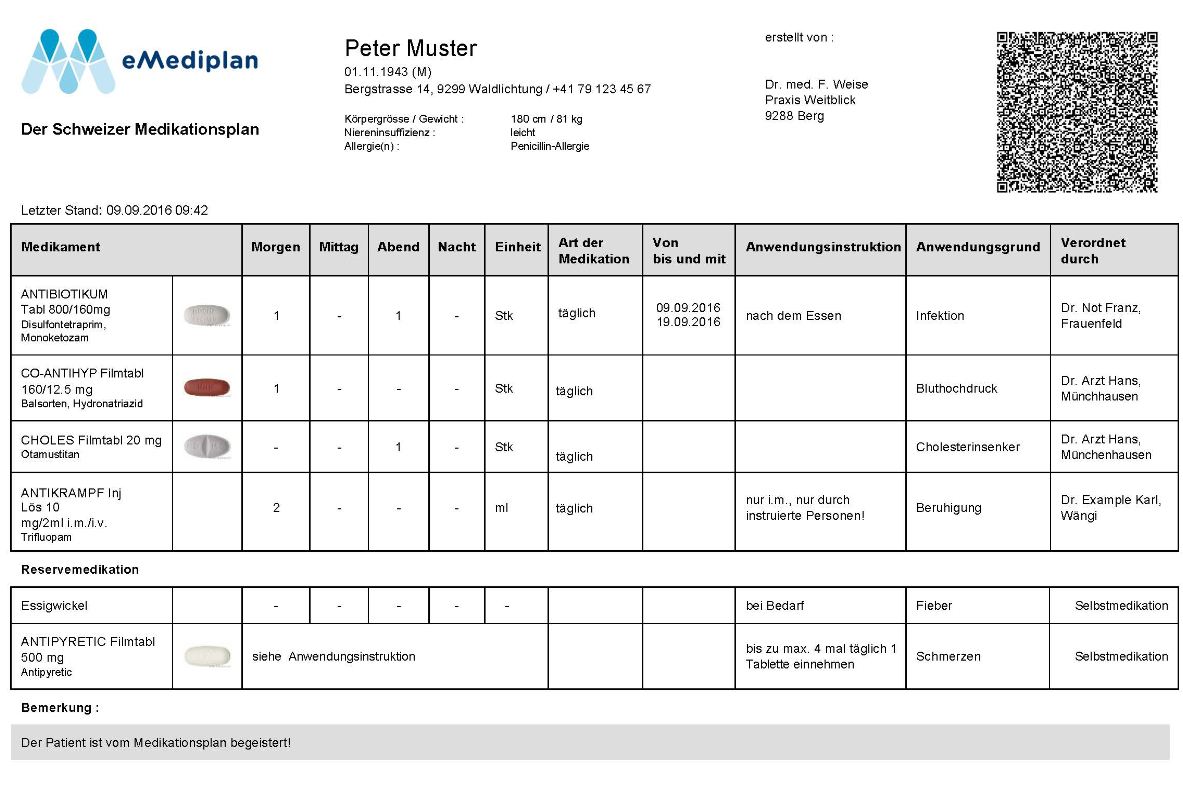 eMediplan
Der Schweizer Medikationsplan
Peter Muster
01.11.1943 (M)
Bergstrasse 14, 9299 Waldlichtung / +41 79 123 45 67
Körpergrösse / Gewicht : 180 cm / 81 kg
Niereninsuffizienz : leicht
Allergie(n) : Penicillin-Allergie
erstellt von :
Dr. med. F. Weise
Praxis Weitblick
9288 Berg
Letzter Stand: 09.09.2016 09:42
Medikament Morgen Mittag Abend Nacht Einheit Art der Medikation Von bis und mit Anwendungsinstruktion Anwendungsgrund Verordnet durch
ANTIBIOTIKUM
Tabl 800/160mg
Disulfontetraprim,
Monoketozam
1 - 1 - Stk täglich
09.09.2016
19.09.2016
nach dem Essen
Infektion
Dr. Not Franz,
Frauenfeld
CO-ANTIHYP Filmtabl
160/12.5 mg
Balsorten, Hydronatriazid
1 - - - Stk täglich
Bluthochdruck
Dr. Arzt Hans,
Münchhausen
CHOLES Filmtabl 20 mg
Otamustitan
- - 1 - Stk täglich
Cholesterinsenker
Dr. Arzt Hans,
Münchenhausen
ANTIKRAMPF Inj
Lös 10
mg/2ml i.m./i.v.
Trifluopam
2 - - - ml täglich
nur i.m., nur durch
instruierte Personen!
Beruhigung
Dr. Example Karl,
Wängi
Reservemedikation
Essigwickel - - - - - bei Bedarf Fieber Selbstmedikation
ANTIPYRETIC Filmtabl
500 mg
Antipyretic
siehe Anwendungsinstruktion
bis zu max. 4 mal täglich 1
Tablette einnehmen
Schmerzen
Selbstmedikation
Bemerkung :
Der Patient ist vom Medikationsplan begeistert!